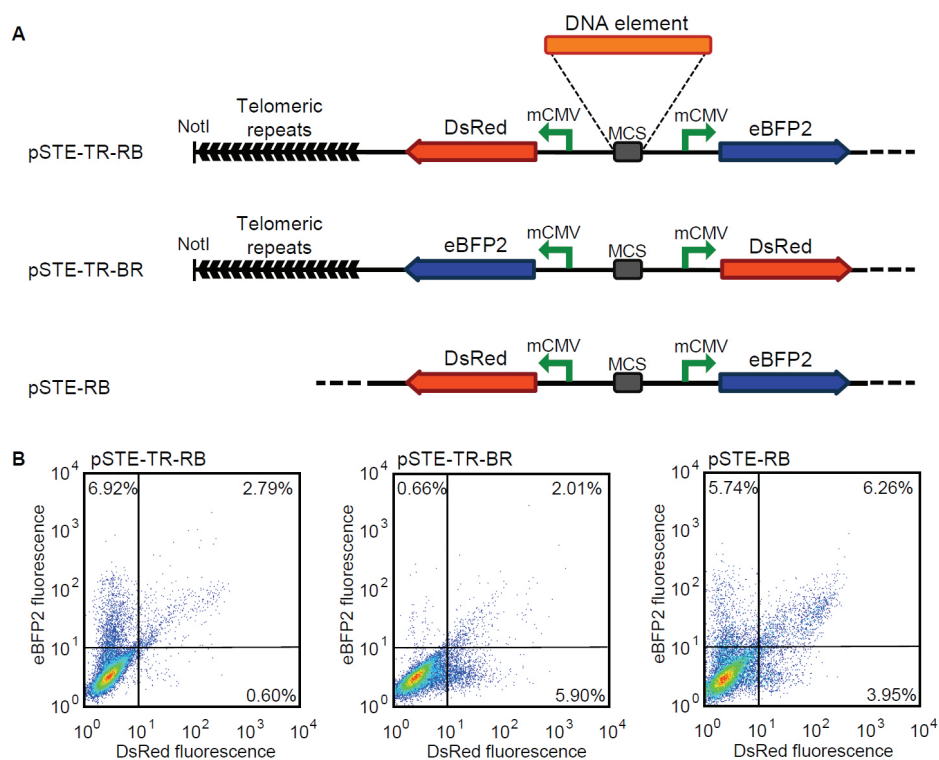 A
DNA element
Telomeric
repeats
NotI
DsRed
mCMV
MCS
mCMV
eBFP2
pSTE-TR-RB
Telomeric
repeats
NotI
eBFP2
mCMV
MCS
mCMV
DsRed
pSTE-TR-BR
DsRed
mCMV
MCS
mCMV
eBFP2
pSTE-RB
B
pSTE-TR-RB
10^4
10^3
10^2
10^1
10^0
eBFP2 fluorescence
6.92%
2.79%
0.60%
10^0 10^1 10^2 10^3 10^4
DsRed fluorescence
pSTE-TR-BR
10^4
10^3
10^2
10^1
10^0
eBFP2 fluorescence
0.66%
2.01%
5.90%
10^0 10^1 10^2 10^3 10^4
DsRed fluorescence
pSTE-RB
10^4
10^3
10^2
10^1
10^0
eBFP2 fluorescence
5.74%
6.26%
3.95%
10^0 10^1 10^2 10^3 10^4
DsRed fluorescence